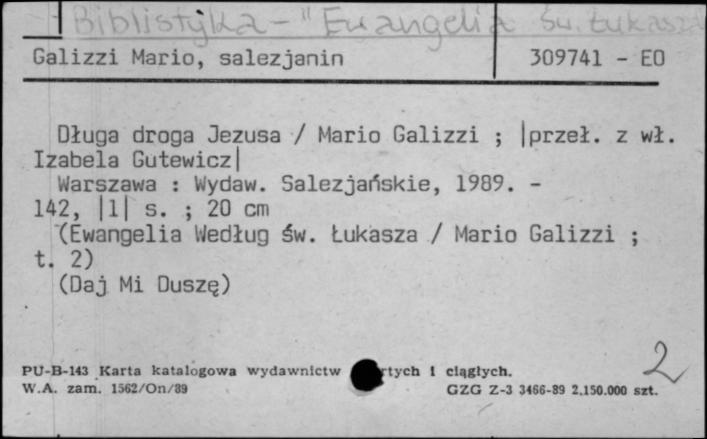 Biblistyka - "Ewangelia św. Łukasza
Galizzi Mario, salezjanin 309741 - EO
Długa droga Jezusa / Mario Galizzi ; |przeł. z wł.
Izabela Gutewicz|
Warszawa : Wydaw. Salezjańskie, 1989. -
142, |1| s. ; 20 cm
(Ewangelia Według św. Łukasza / Mario Galizzi ;
t. 2)
(Daj Mi Duszę)
2
PU-B-143 Karta katalogowa wydawnictw rtych i ciągłych.
W.A. zam. 1562/On/89 GZG Z-3 3466-89 2.150.000 szt.